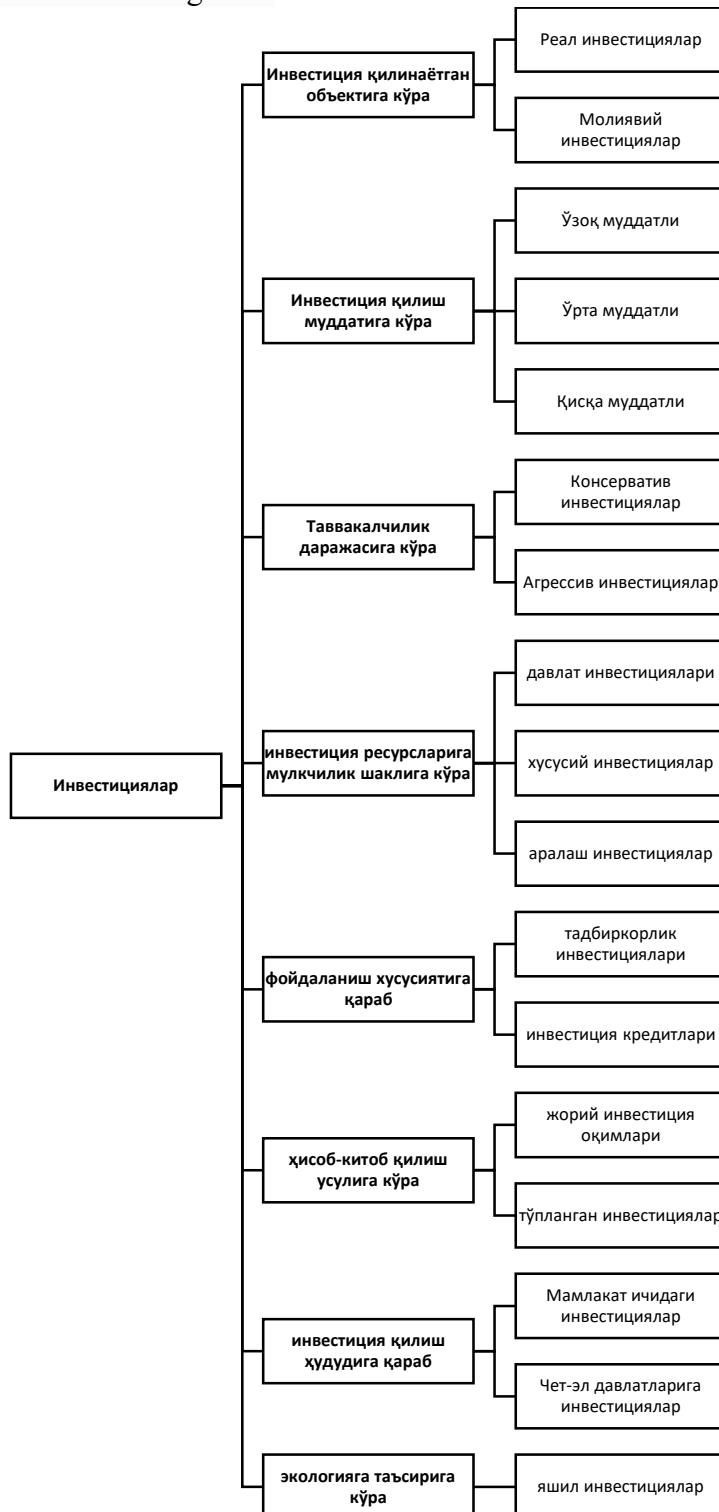 Инвестициялар
Инвестиция қилинаётган
объектига кўра
Реал инвестициялар
Молиявий
инвестициялар
Инвестиция қилиш
муддатига кўра
Ўзоқ муддатли
Ўрта муддатли
Қисқа муддатли
Таввакалчилик
даражасига кўра
Консерватив
инвестициялар
Агрессив инвестициялар
инвестиция ресурсларига
мулкчилик шаклига кўра
давлат инвестициялари
хусусий инвестициялар
аралаш инвестициялар
фойдаланиш хусусиятига
қараб
тадбиркорлик
инвестициялари
инвестиция кредитлари
ҳисоб-китоб қилиш
усулига кўра
жорий инвестиция
оқимлари
тўпланган инвестициялар
инвестиция қилиш
ҳудудига қараб
Мамлакат ичидаги
инвестициялар
Чет-эл давлатларига
инвестициялар
экологияга таъсирига
кўра
яшил инвестициялар